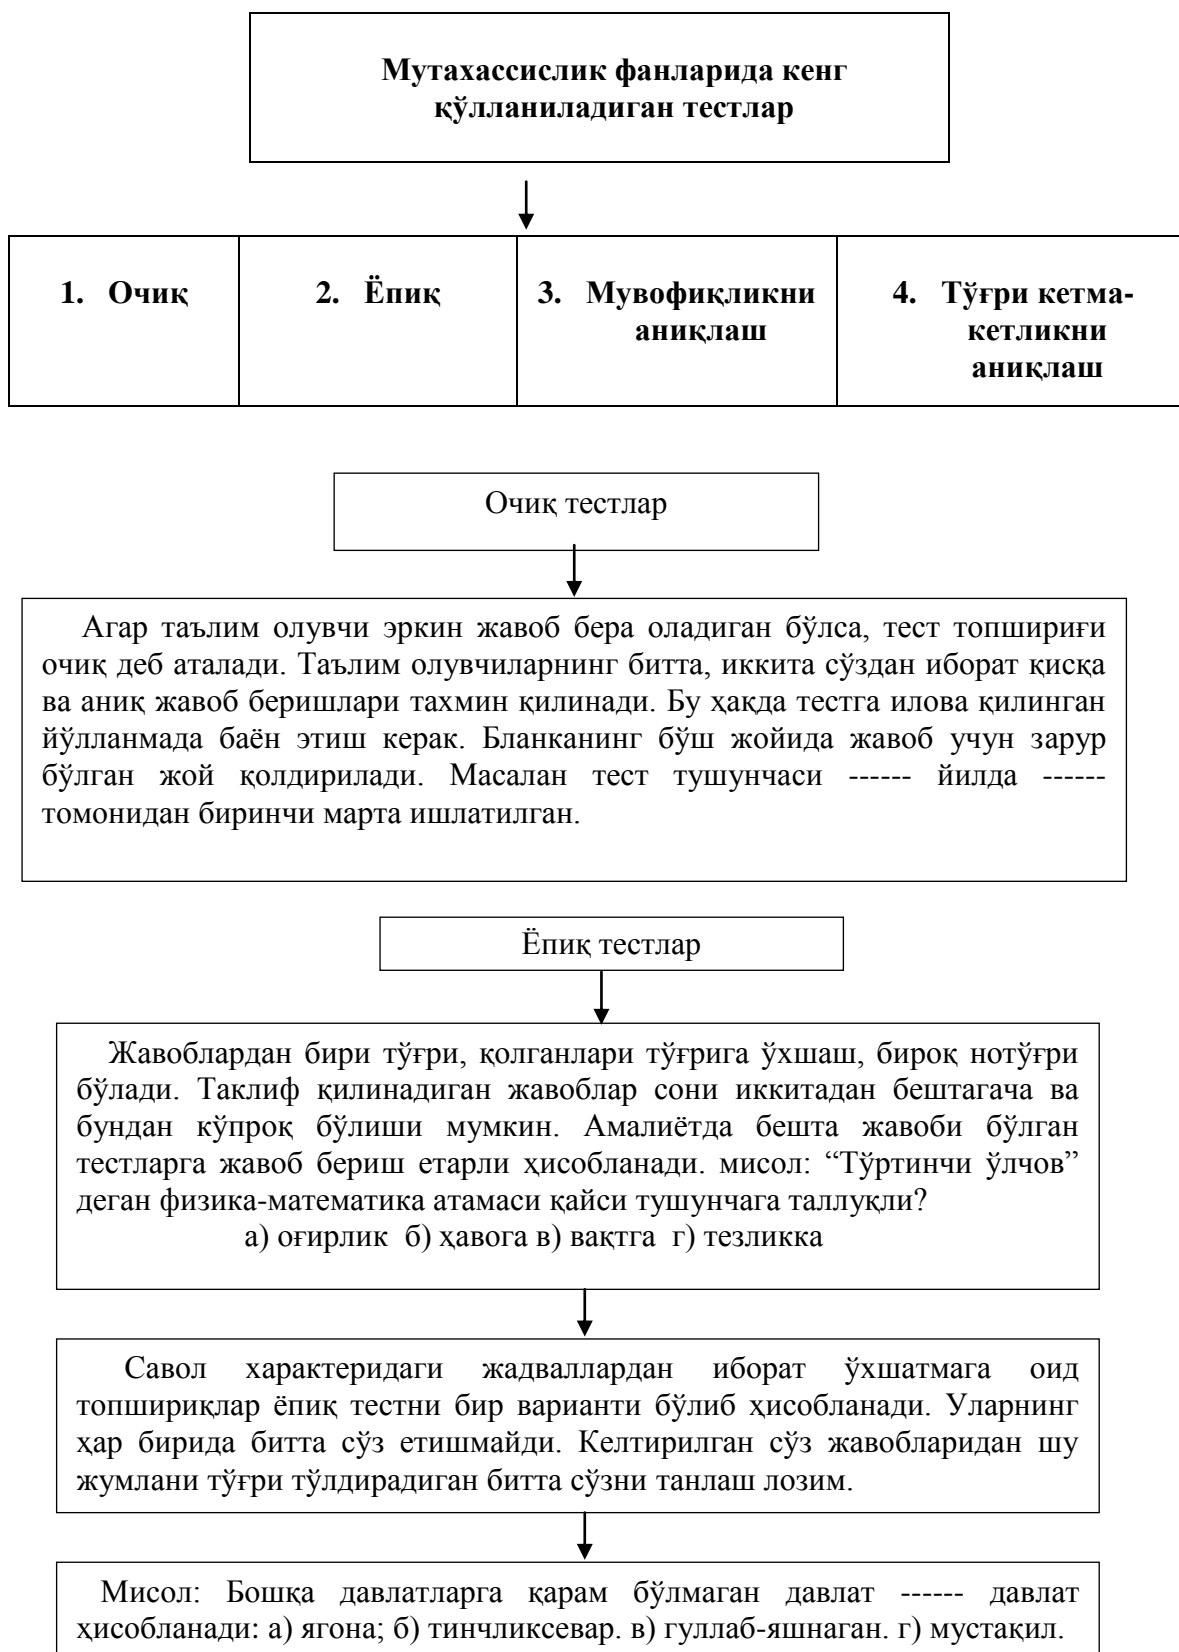 Мутахассислик фанларида кенг
қўлланиладиган тестлар
1. Очиқ
2. Ёпиқ
3. Мувофиқликни
аниқлаш
4. Тўғри кетма-
кетликни
аниқлаш
Очиқ тестлар
Агар таълим олувчи эркин жавоб бера оладиган бўлса, тест топшириғи
очиқ деб аталади. Таълим олувчиларнинг битта, иккита сўздан иборат қисқа
ва аниқ жавоб беришлари тахмин қилинади. Бу ҳақда тестга илова қилинган
йўлланмада баён этиш керак. Бланканинг бўш жойида жавоб учун зарур
бўлган жой қолдирилади. Масалан тест тушунчаси ------ йилда ------
томонидан биринчи марта ишлатилган.
Ёпиқ тестлар
Жавоблардан бири тўғри, қолганлари тўғрига ўхшаш, бироқ нотўғри
бўлади. Таклиф қилинадиган жавоблар сони иккитадан бештагача ва
бундан кўпроқ бўлиши мумкин. Амалиётда бешта жавоби бўлган
тестларга жавоб бериш етарли ҳисобланади. мисол: “Тўртинчи ўлчов”
деган физика-математика атамаси қайси тушунчага таллуқли?
а) оғирлик б) ҳавога в) вақтга г) тезликка
Савол характеридаги жадваллардан иборат ўхшатмага оид
топшириқлар ёпиқ тестни бир варианти бўлиб ҳисобланади. Уларнинг
ҳар бирида битта сўз етишмайди. Келтирилган сўз жавобларидан шу
жумлани тўғри тўлдирадиган битта сўзни танлаш лозим.
Мисол: Бошқа давлатларга қарам бўлмаган давлат ------ давлат
ҳисобланади: а) ягона; б) тинчликсевар. в) гуллаб-яшнаган. г) мустақил.